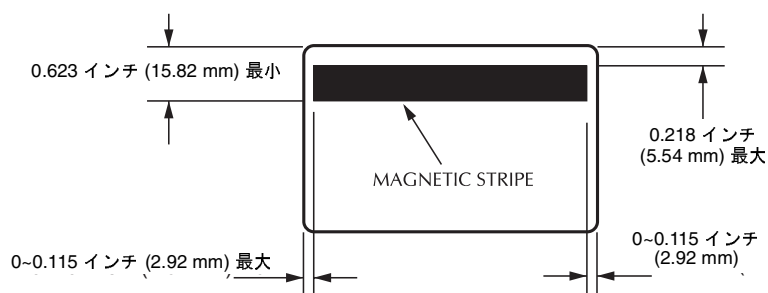 0.623 インチ (15.82 mm) 最小
0.218 インチ
(5.54 mm) 最大
MAGNETIC STRIPE
0~0.115 インチ (2.92 mm) 最大
0~0.115 インチ
(2.92 mm)